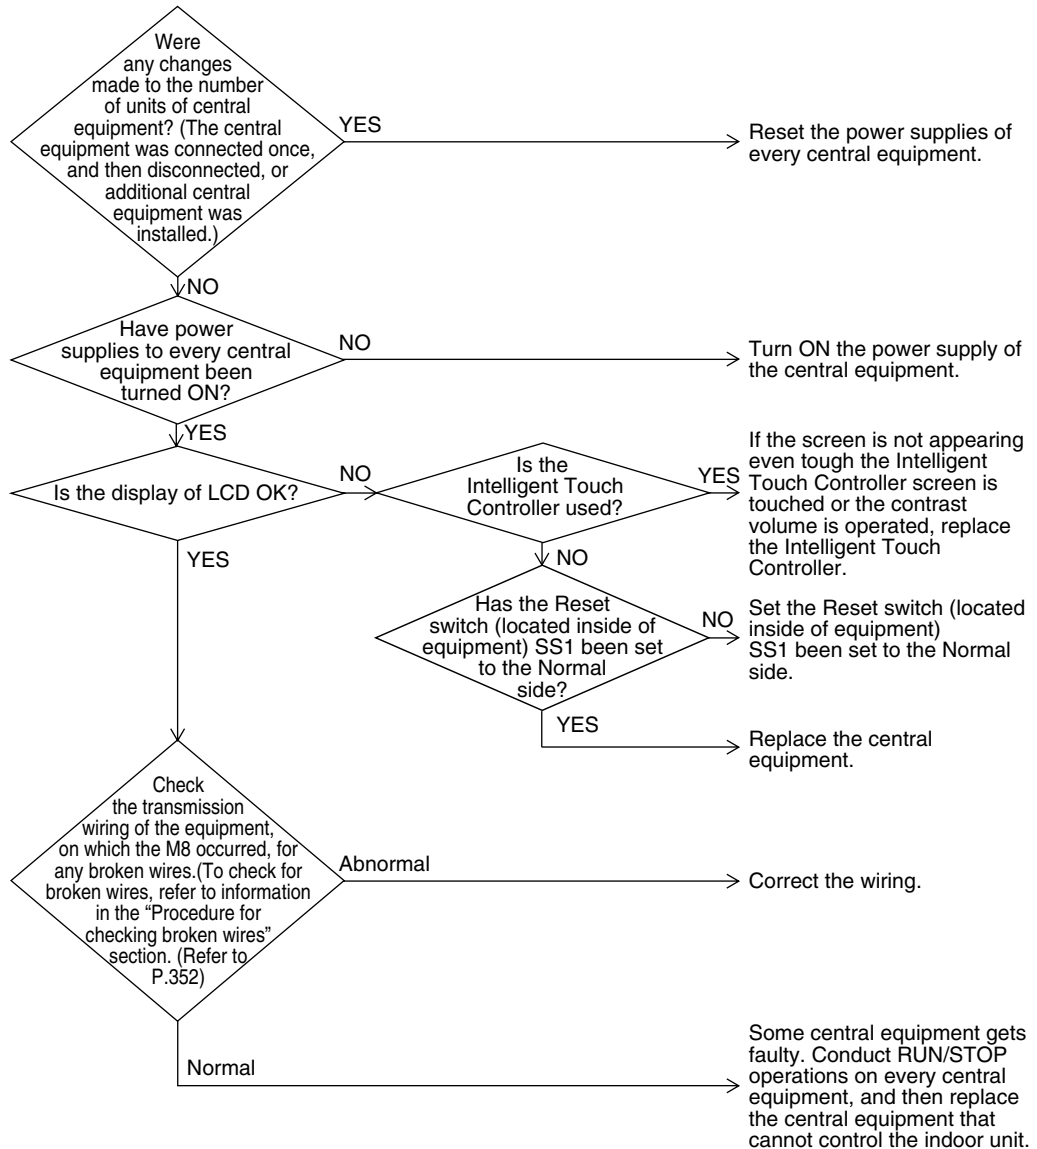 Were
any changes
made to the number
of units of central
equipment? (The central
equipment was connected once,
and then disconnected, or
additional central
equipment was
installed.)
YES
Reset the power supplies of
every central equipment.
NO
Have power
supplies to every central
equipment been
turned ON?
NO
Turn ON the power supply of
the central equipment.
YES
Is the display of LCD OK?
NO
Is the
Intelligent Touch
Controller used?
YES
If the screen is not appearing
even tough the Intelligent
Touch Controller screen is
touched or the contrast
volume is operated, replace
the Intelligent Touch
Controller.
YES
NO
Has the Reset
switch (located inside of
equipment) SS1 been set
to the Normal
side?
NO
Set the Reset switch (located
inside of equipment)
SS1 been set to the Normal
side.
YES
Replace the central
equipment.
Check
the transmission
wiring of the equipment,
on which the M8 occurred, for
any broken wires.(To check for
broken wires, refer to information
in the “Procedure for
checking broken wires”
section. (Refer to
P.352)
Abnormal
Correct the wiring.
Normal
Some central equipment gets
faulty. Conduct RUN/STOP
operations on every central
equipment, and then replace
the central equipment that
cannot control the indoor unit.